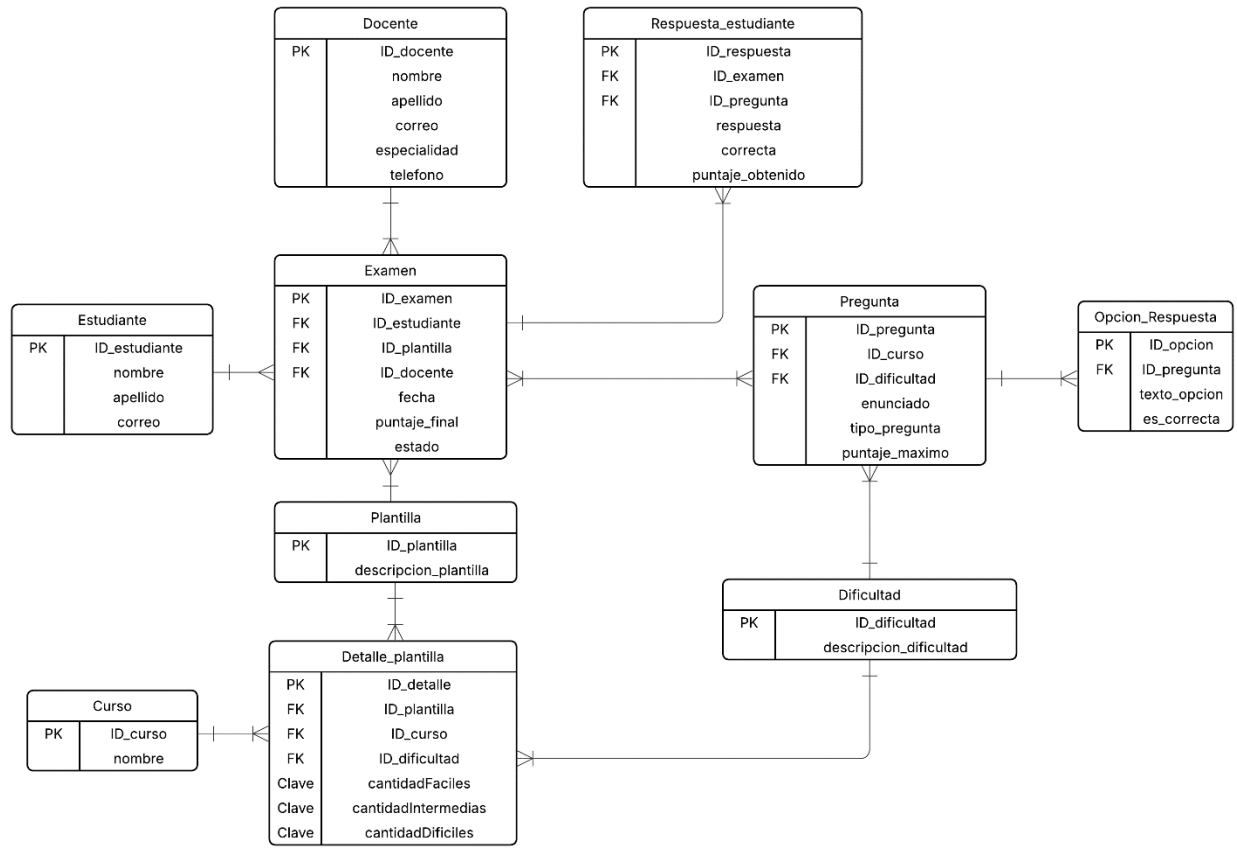 Docente
PK ID_docente
nombre
apellido
correo
especialidad
telefono
Respuesta_estudiante
PK ID_respuesta
FK ID_examen
FK ID_pregunta
respuesta
correcta
puntaje_obtenido
Examen
PK ID_examen
FK ID_estudiante
FK ID_plantilla
FK ID_docente
fecha
puntaje_final
estado
Estudiante
PK ID_estudiante
nombre
apellido
correo
Pregunta
PK ID_pregunta
FK ID_curso
FK ID_dificultad
enunciado
tipo_pregunta
puntaje_maximo
Opcion_Respuesta
PK ID_opcion
FK ID_pregunta
texto_opcion
es_correcta
Plantilla
PK ID_plantilla
descripcion_plantilla
Dificultad
PK ID_dificultad
descripcion_dificultad
Detalle_plantilla
PK ID_detalle
FK ID_plantilla
FK ID_curso
FK ID_dificultad
Clave cantidadFaciles
Clave cantidadIntermedias
Clave cantidadDificiles
Curso
PK ID_curso
nombre